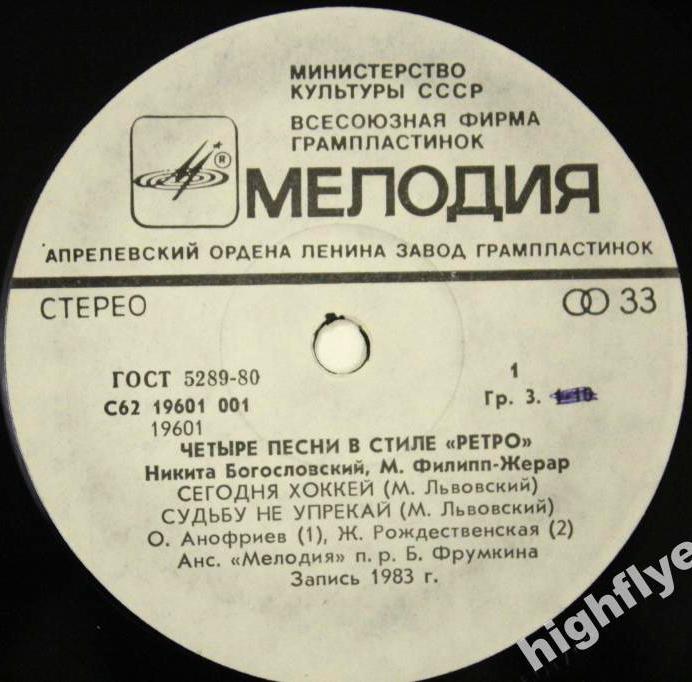 МИНИСТЕРСТВО
КУЛЬТУРЫ СССР
ВСЕСОЮЗНАЯ ФИРМА
ГРАМПЛАСТИНОК
®
МЕЛОДИЯ
АПРЕЛЕВСКИЙ ОРДЕНА ЛЕНИНА ЗАВОД ГРАМПЛАСТИНОК
СТЕРЕО
33
ГОСТ 5289-80
1
С62 19601 001
Гр. 3.
19601
ЧЕТЫРЕ ПЕСНИ В СТИЛЕ «РЕТРО»
Никита Богословский, М. Филипп-Жерар
СЕГОДНЯ ХОККЕЙ (М. Львовский)
СУДЬБУ НЕ УПРЕКАЙ (М. Львовский)
О. Анофриев (1), Ж. Рождественская (2)
Анс. «Мелодия» п. р. Б. Фрумкина
Запись 1983 г.
highflye